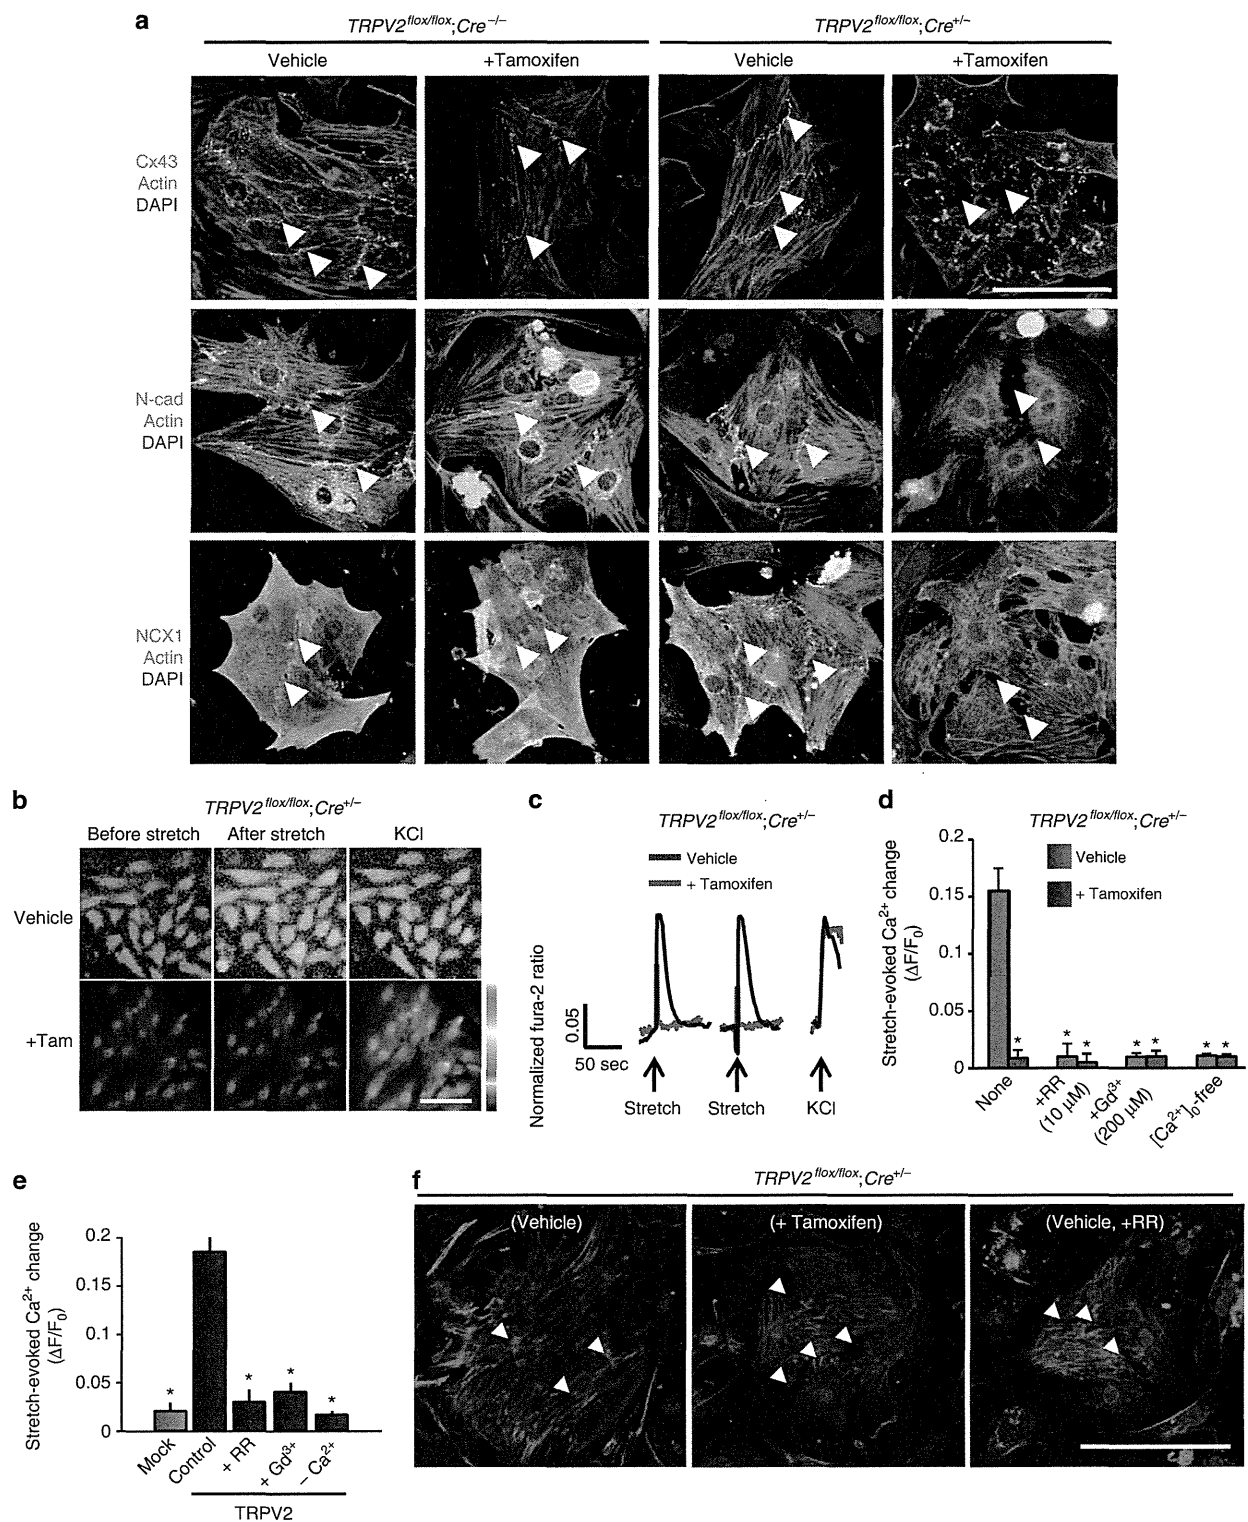 a
TRPV2flox/flox;Cre−/−
TRPV2flox/flox;Cre+/−
Vehicle
+Tamoxifen
Vehicle
+Tamoxifen
Cx43
Actin
DAPI
N-cad
Actin
DAPI
NCX1
Actin
DAPI
b
TRPV2flox/flox;Cre+/−
Before stretch
After stretch
KCl
Vehicle
+Tam
c
TRPV2flox/flox;Cre+/−
Vehicle
+ Tamoxifen
Normalized fura-2 ratio
0.05
50 sec
Stretch
Stretch
KCl
d
TRPV2flox/flox;Cre+/−
Vehicle
+ Tamoxifen
Stretch-evoked Ca2+ change
(ΔF/F0)
0.2
0.15
0.1
0.05
0
*
*
*
*
*
*
*
None
+RR
(10 µM)
+Gd3+
(200 µM)
[Ca2+]0-free
e
Stretch-evoked Ca2+ change
(ΔF/F0)
0.2
0.15
0.1
0.05
0
*
*
*
*
Mock
Control
+ RR
+ Gd3+
− Ca2+
TRPV2
f
TRPV2flox/flox;Cre+/−
(Vehicle)
(+ Tamoxifen)
(Vehicle, +RR)